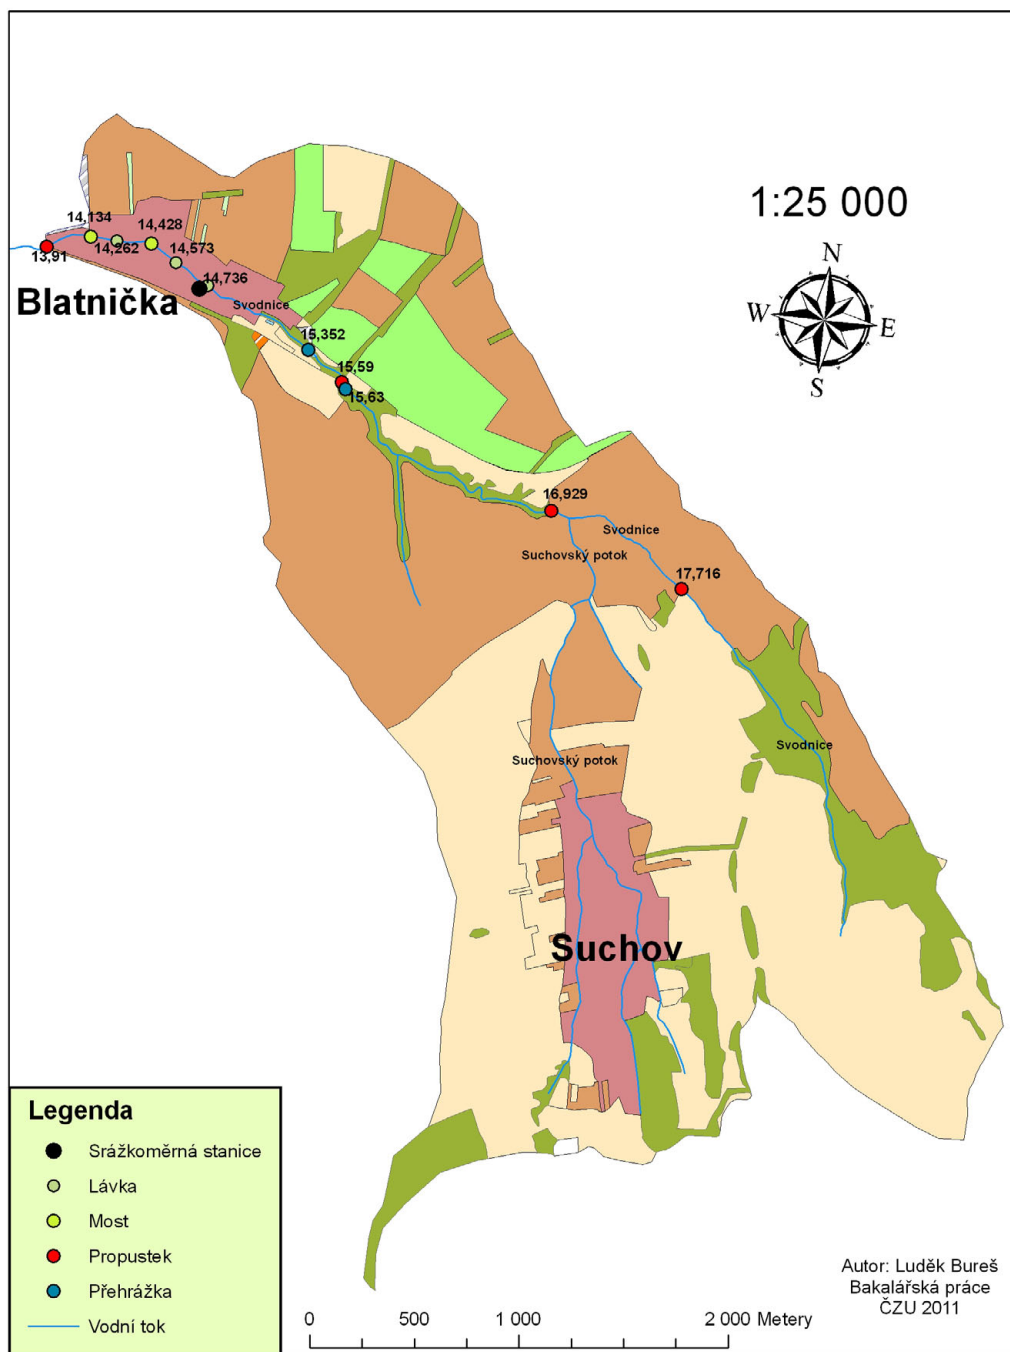 1:25 000
N
W
E
S
14,134
14,428
14,262
14,573
13,91
14,736
Blatnička
Svodnice
15,352
15,59
15,63
16,929
Svodnice
Suchovský potok
17,716
Svodnice
Suchovský potok
Suchov
Legenda
Srážkoměrná stanice
Lávka
Most
Propustek
Přehrážka
Vodní tok
Autor: Luděk Bureš
Bakalářská práce
ČZU 2011
0 500 1 000 2 000 Metery